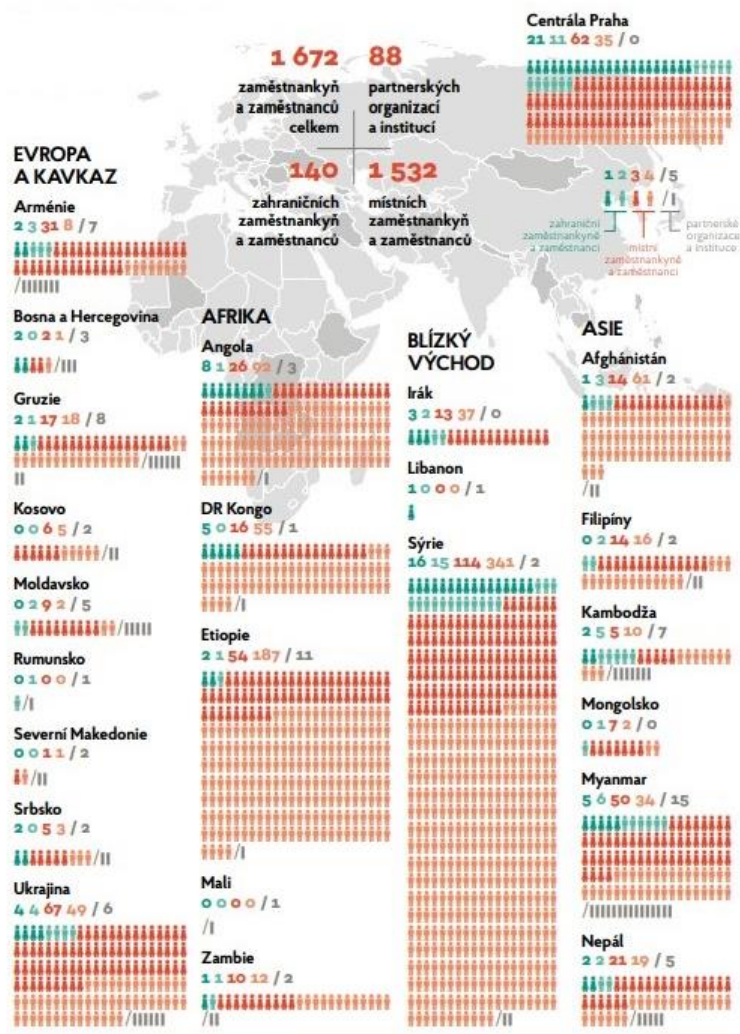 Centrála Praha
21 11 62 35 / 0
1 672
zaměstnankyň
a zaměstnanců
celkem
88
partnerských
organizací
a institucí
140
zahraničních
zaměstnankyň
a zaměstnanců
1 532
místních
zaměstnankyň
a zaměstnanců
1 2 3 4 / 5
zahraniční
zaměstnankyně
a zaměstnanci
místní
zaměstnankyně
a zaměstnanci
partnerské
organizace
a instituce
EVROPA
A KAVKAZ
Arménie
2 3 31 8 / 7
Bosna a Hercegovina
2 0 2 1 / 3
Gruzie
2 1 17 18 / 8
Kosovo
0 0 6 5 / 2
Moldavsko
0 2 9 2 / 5
Rumunsko
0 1 0 0 / 1
Severní Makedonie
0 0 1 1 / 2
Srbsko
2 0 5 3 / 2
Ukrajina
4 4 67 49 / 6
AFRIKA
Angola
8 1 26 92 / 3
DR Kongo
5 0 16 55 / 1
Etiopie
2 1 54 187 / 11
Mali
0 0 0 0 / 1
Zambie
1 1 10 12 / 2
BLÍZKÝ
VÝCHOD
Irák
3 2 13 37 / 0
Libanon
1 0 0 0 / 1
Sýrie
16 15 114 341 / 2
ASIE
Afghánistán
1 3 14 61 / 2
Filipíny
0 2 14 16 / 2
Kambodža
2 5 5 10 / 7
Mongolsko
0 1 7 2 / 0
Myanmar
5 6 50 34 / 15
Nepál
2 2 21 19 / 5